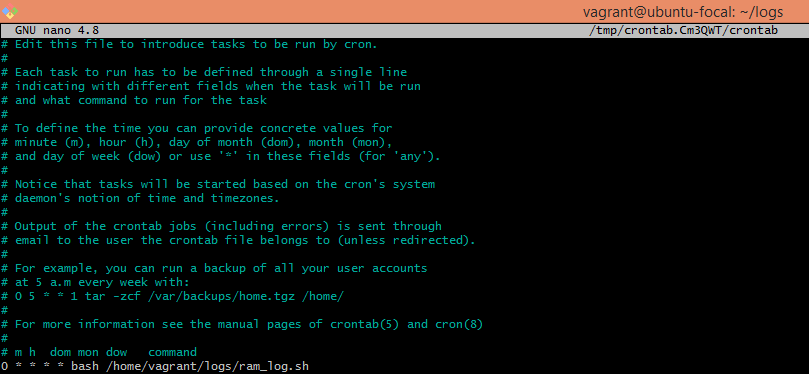 vagrant@ubuntu-focal: ~/logs
GNU nano 4.8 /tmp/crontab.Cm3QWT/crontab
# Edit this file to introduce tasks to be run by cron.
#
# Each task to run has to be defined through a single line
# indicating with different fields when the task will be run
# and what command to run for the task
#
# To define the time you can provide concrete values for
# minute (m), hour (h), day of month (dom), month (mon),
# and day of week (dow) or use '*' in these fields (for 'any').
#
# Notice that tasks will be started based on the cron's system
# daemon's notion of time and timezones.
#
# Output of the crontab jobs (including errors) is sent through
# email to the user the crontab file belongs to (unless redirected).
#
# For example, you can run a backup of all your user accounts
# at 5 a.m every week with:
# 0 5 * * 1 tar -zcf /var/backups/home.tgz /home/
#
# For more information see the manual pages of crontab(5) and cron(8)
#
# m h  dom mon dow   command
0 * * * * bash /home/vagrant/logs/ram_log.sh